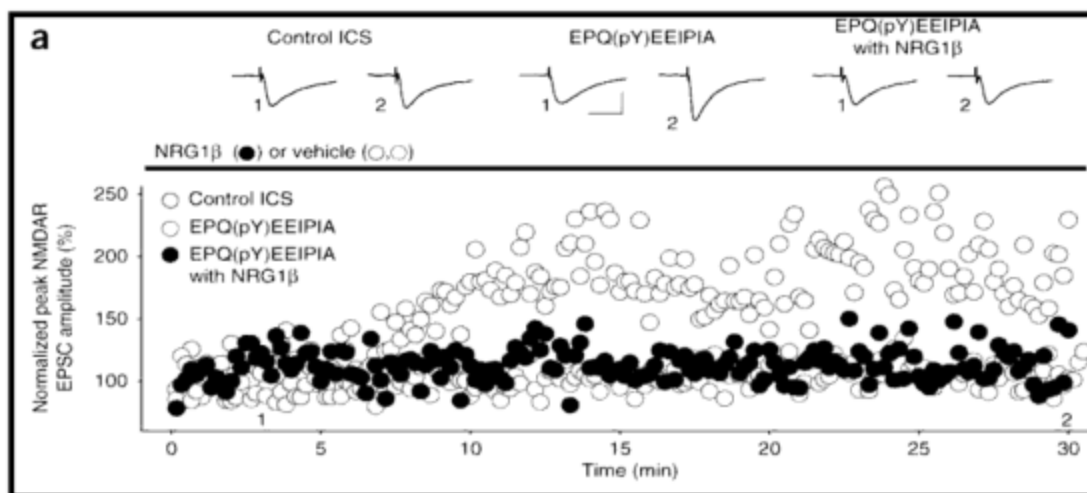 a
Control ICS
EPQ(pY)EEIPIA
EPQ(pY)EEIPIA
with NRG1β
1
2
1
2
1
2
NRG1β (●) or vehicle (○,○)
Normalized peak NMDAR
EPSC amplitude (%)
250
200
150
100
Control ICS
EPQ(pY)EEIPIA
EPQ(pY)EEIPIA
with NRG1β
1
2
0
5
10
15
20
25
30
Time (min)